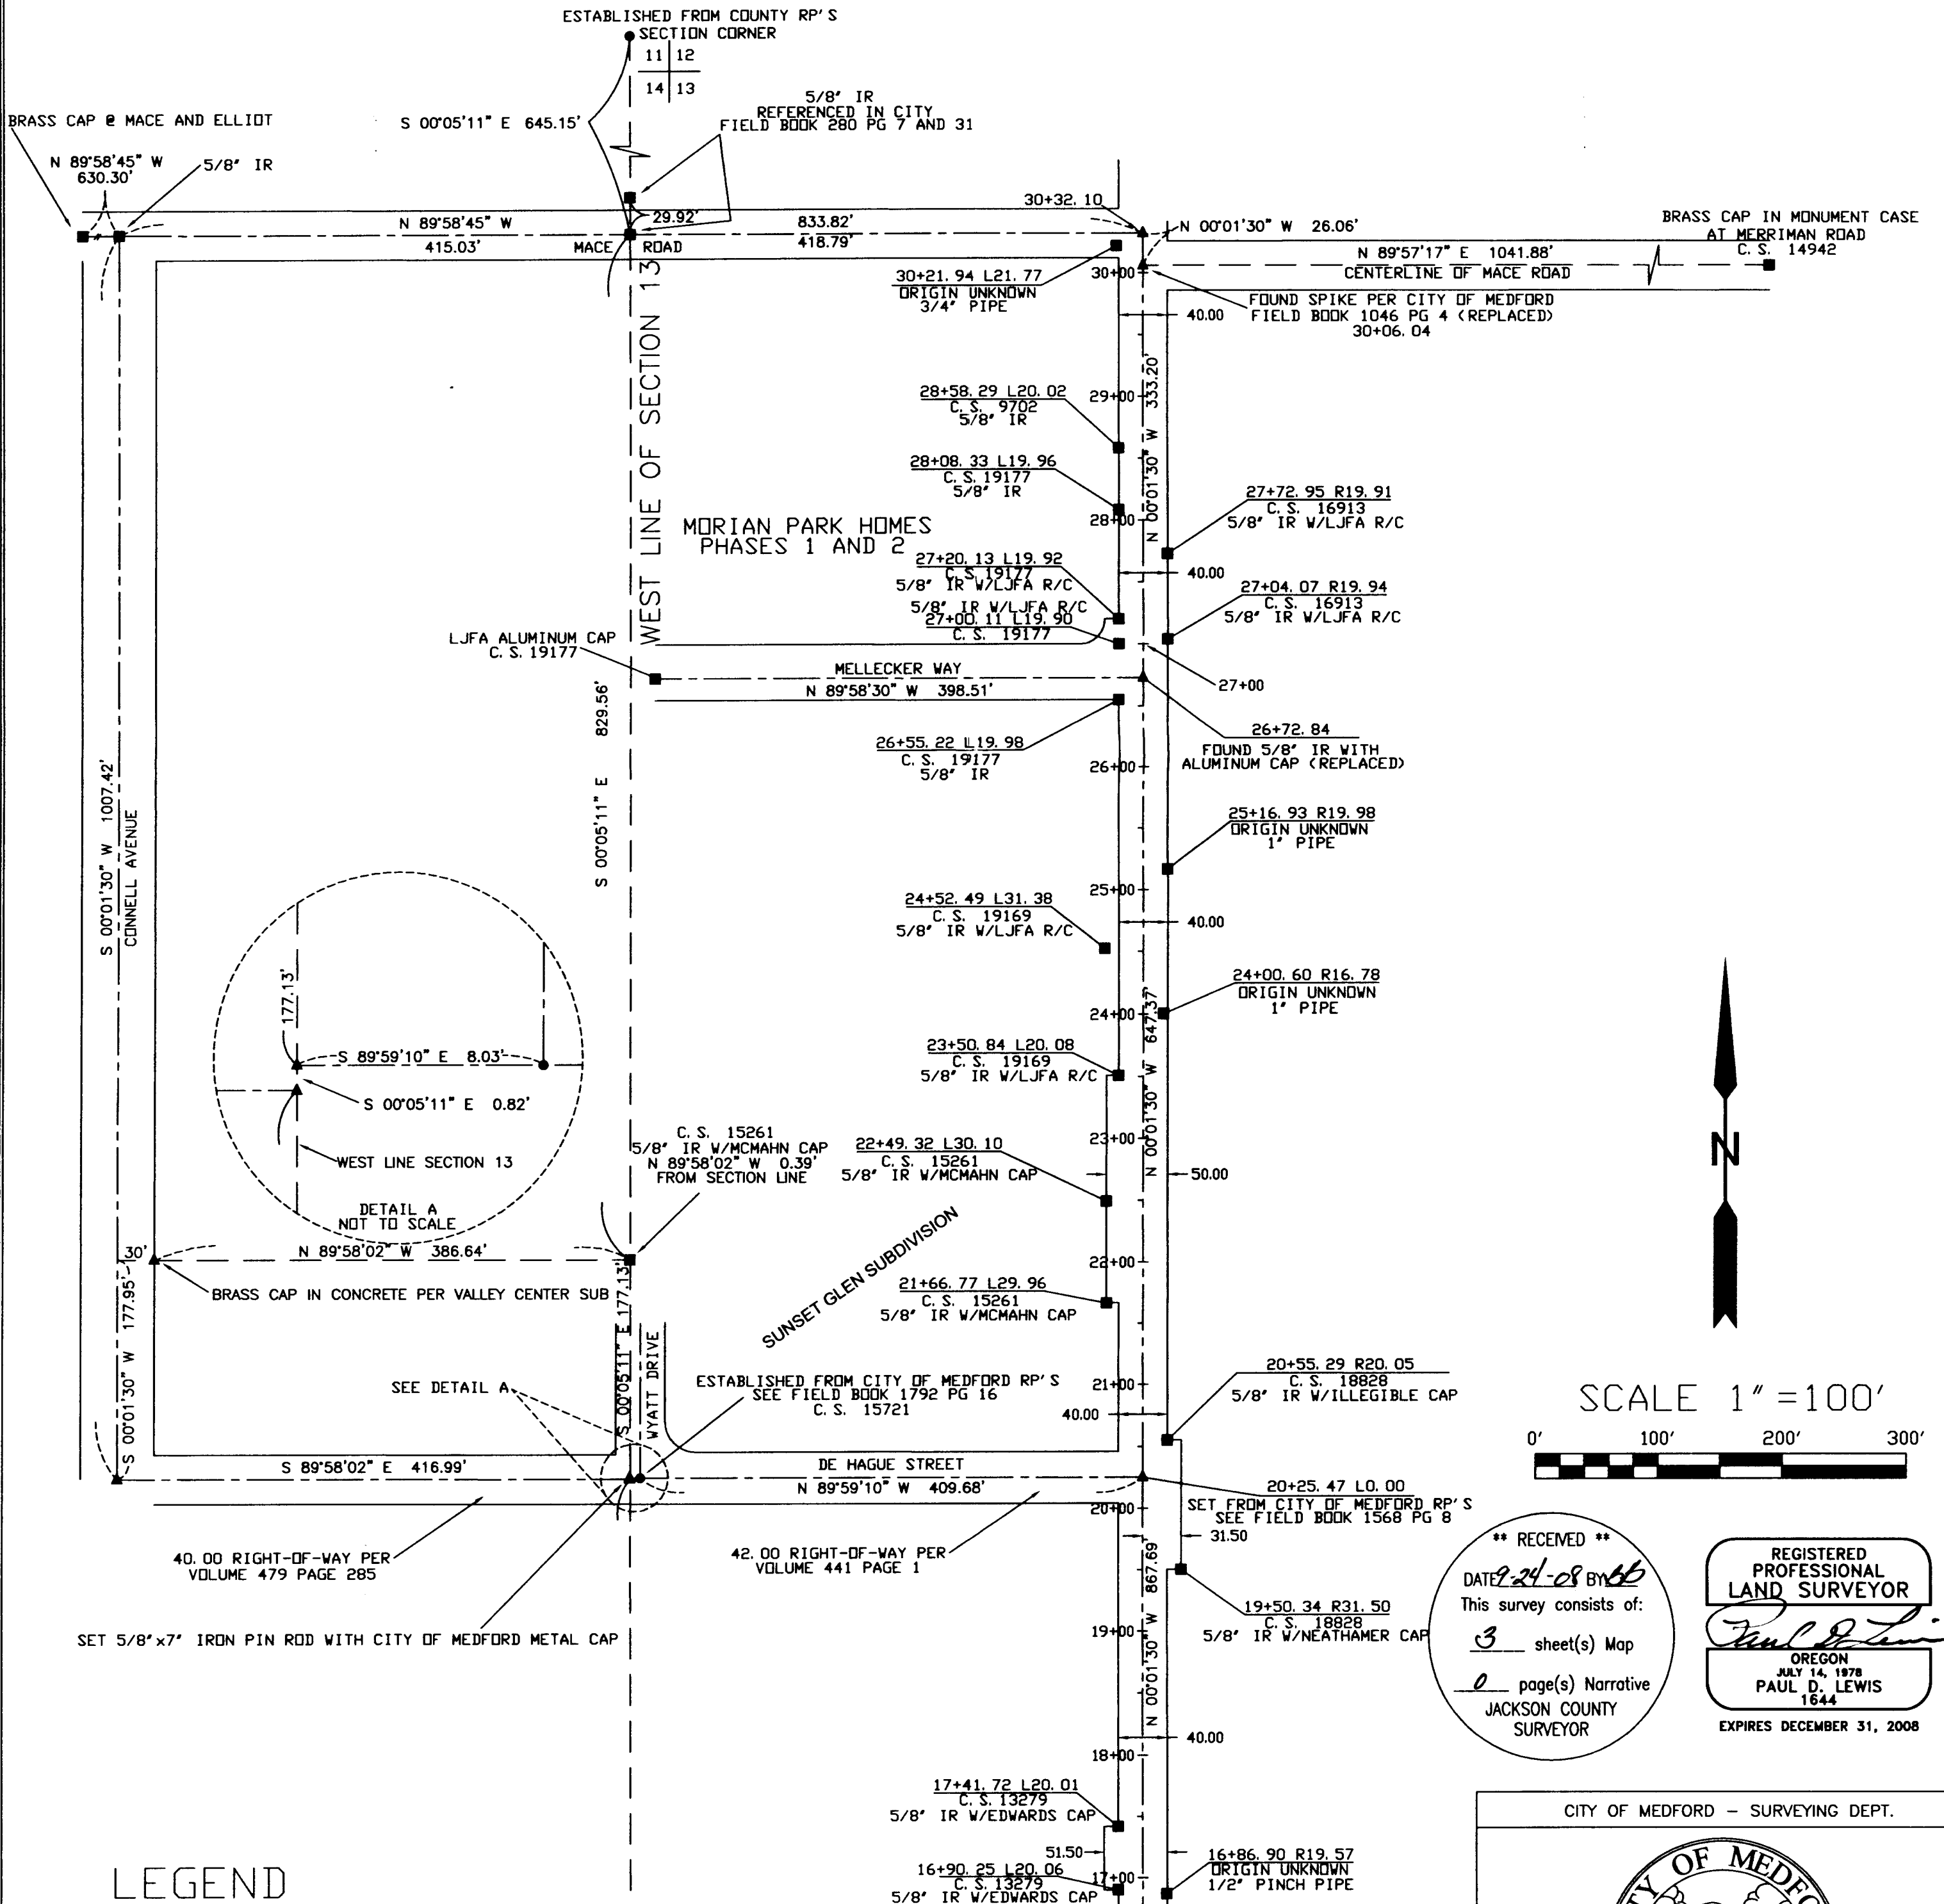 ESTABLISHED FROM COUNTY RP'S
SECTION CORNER
11 12
14 13
5/8" IR
REFERENCED IN CITY
FIELD BOOK 280 PG 7 AND 31
BRASS CAP @ MACE AND ELLIOT
S 00°05'11" E 645.15'
N 89°58'45" W
630.30'
5/8" IR
N 89°58'45" W
415.03'
MACE ROAD
29.92'
833.82'
418.79'
30+32.10
N 00°01'30" W 26.06'
BRASS CAP IN MONUMENT CASE
AT MERRIMAN ROAD
C.S. 14942
N 89°57'17" E 1041.88'
CENTERLINE OF MACE ROAD
30+21.94 L21.77
ORIGIN UNKNOWN
3/4" PIPE
30+00
FOUND SPIKE PER CITY OF MEDFORD
FIELD BOOK 1046 PG 4 (REPLACED)
30+06.04
40.00
WEST LINE OF SECTION 13
N 00°01'30" W 333.20'
28+58.29 L20.02
C.S. 9702
5/8" IR
29+00
28+08.33 L19.96
C.S. 19177
5/8" IR
28+00
27+72.95 R19.91
C.S. 16913
5/8" IR W/LJFA R/C
MORIAN PARK HOMES
PHASES 1 AND 2
27+20.13 L19.92
C.S. 19177
5/8" IR W/LJFA R/C
40.00
27+04.07 R19.94
C.S. 16913
5/8" IR W/LJFA R/C
5/8" IR W/LJFA R/C
27+00.11 L19.90
C.S. 19177
LJFA ALUMINUM CAP
C.S. 19177
MELLECKER WAY
N 89°58'30" W 398.51'
27+00
S 00°05'11" E 829.56'
26+72.84
FOUND 5/8" IR WITH
ALUMINUM CAP (REPLACED)
26+55.22 L19.98
C.S. 19177
5/8" IR
26+00
S 00°01'30" W 1007.42'
CONNELL AVENUE
25+16.93 R19.98
ORIGIN UNKNOWN
1" PIPE
25+00
24+52.49 L31.38
C.S. 19169
5/8" IR W/LJFA R/C
40.00
24+00.60 R16.78
ORIGIN UNKNOWN
1" PIPE
24+00
N 00°01'30" W 647.37'
177.13'
S 89°59'10" E 8.03'
S 00°05'11" E 0.82'
WEST LINE SECTION 13
DETAIL A
NOT TO SCALE
23+50.84 L20.08
C.S. 19169
5/8" IR W/LJFA R/C
23+00
C.S. 15261
5/8" IR W/MCMAHN CAP
N 89°58'02" W 0.39'
FROM SECTION LINE
22+49.32 L30.10
C.S. 15261
5/8" IR W/MCMAHN CAP
50.00
N
30'
N 89°58'02" W 386.64'
BRASS CAP IN CONCRETE PER VALLEY CENTER SUB
S 00°01'30" W 177.95'
S 00°05'11" E 177.13'
WYATT DRIVE
SUNSET GLEN SUBDIVISION
22+00
21+66.77 L29.96
C.S. 15261
5/8" IR W/MCMAHN CAP
SEE DETAIL A
ESTABLISHED FROM CITY OF MEDFORD RP'S
SEE FIELD BOOK 1792 PG 16
C.S. 15721
21+00
40.00
20+55.29 R20.05
C.S. 18828
5/8" IR W/ILLEGIBLE CAP
SCALE 1"=100'
0' 100' 200' 300'
S 89°58'02" E 416.99'
DE HAGUE STREET
N 89°59'10" W 409.68'
20+25.47 L0.00
SET FROM CITY OF MEDFORD RP'S
SEE FIELD BOOK 1568 PG 8
20+00
31.50
40.00 RIGHT-OF-WAY PER
VOLUME 479 PAGE 285
42.00 RIGHT-OF-WAY PER
VOLUME 441 PAGE 1
N 00°01'30" W 867.69'
19+50.34 R31.50
C.S. 18828
5/8" IR W/NEATHAMER CAP
SET 5/8"x7" IRON PIN ROD WITH CITY OF MEDFORD METAL CAP
19+00
** RECEIVED **
DATE 9-24-08 BY
This survey consists of:
3 sheet(s) Map
0 page(s) Narrative
JACKSON COUNTY
SURVEYOR
REGISTERED
PROFESSIONAL
LAND SURVEYOR
Paul D. Lewis
OREGON
JULY 14, 1978
PAUL D. LEWIS
1644
EXPIRES DECEMBER 31, 2008
40.00
18+00
17+41.72 L20.01
C.S. 13279
5/8" IR W/EDWARDS CAP
51.50
16+90.25 L20.06
C.S. 13279
5/8" IR W/EDWARDS CAP
17+00
16+86.90 R19.57
ORIGIN UNKNOWN
1/2" PINCH PIPE
LEGEND
CITY OF MEDFORD - SURVEYING DEPT.
OF MEDFO